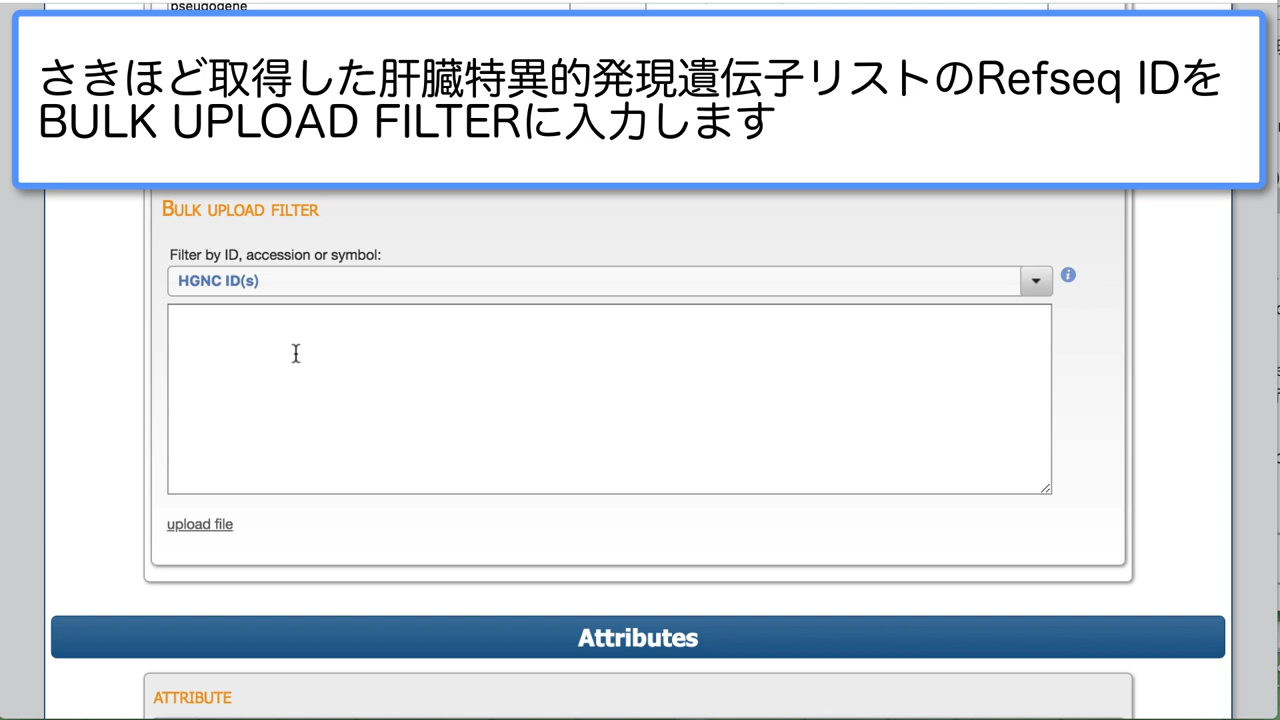 pseudogene
さきほど取得した肝臓特異的発現遺伝子リストのRefseq IDを
BULK UPLOAD FILTERに入力します
BULK UPLOAD FILTER
Filter by ID, accession or symbol:
HGNC ID(s)
upload file
Attributes
ATTRIBUTE